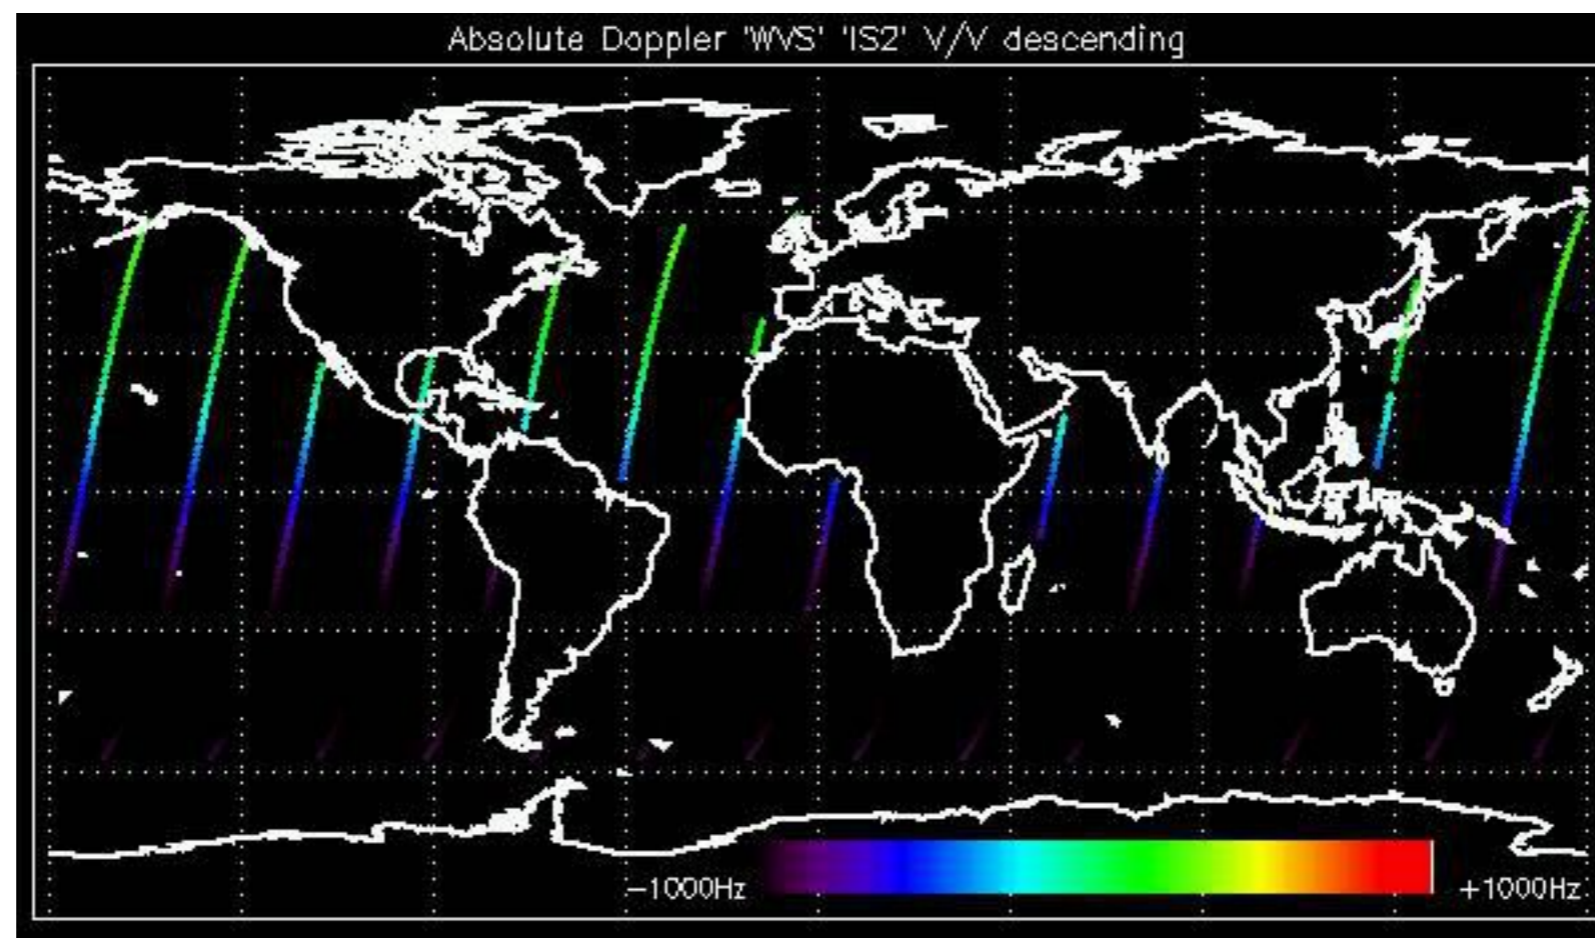 Absolute Doppler 'WVS' 'IS2' V/V descending
-1000Hz +1000Hz